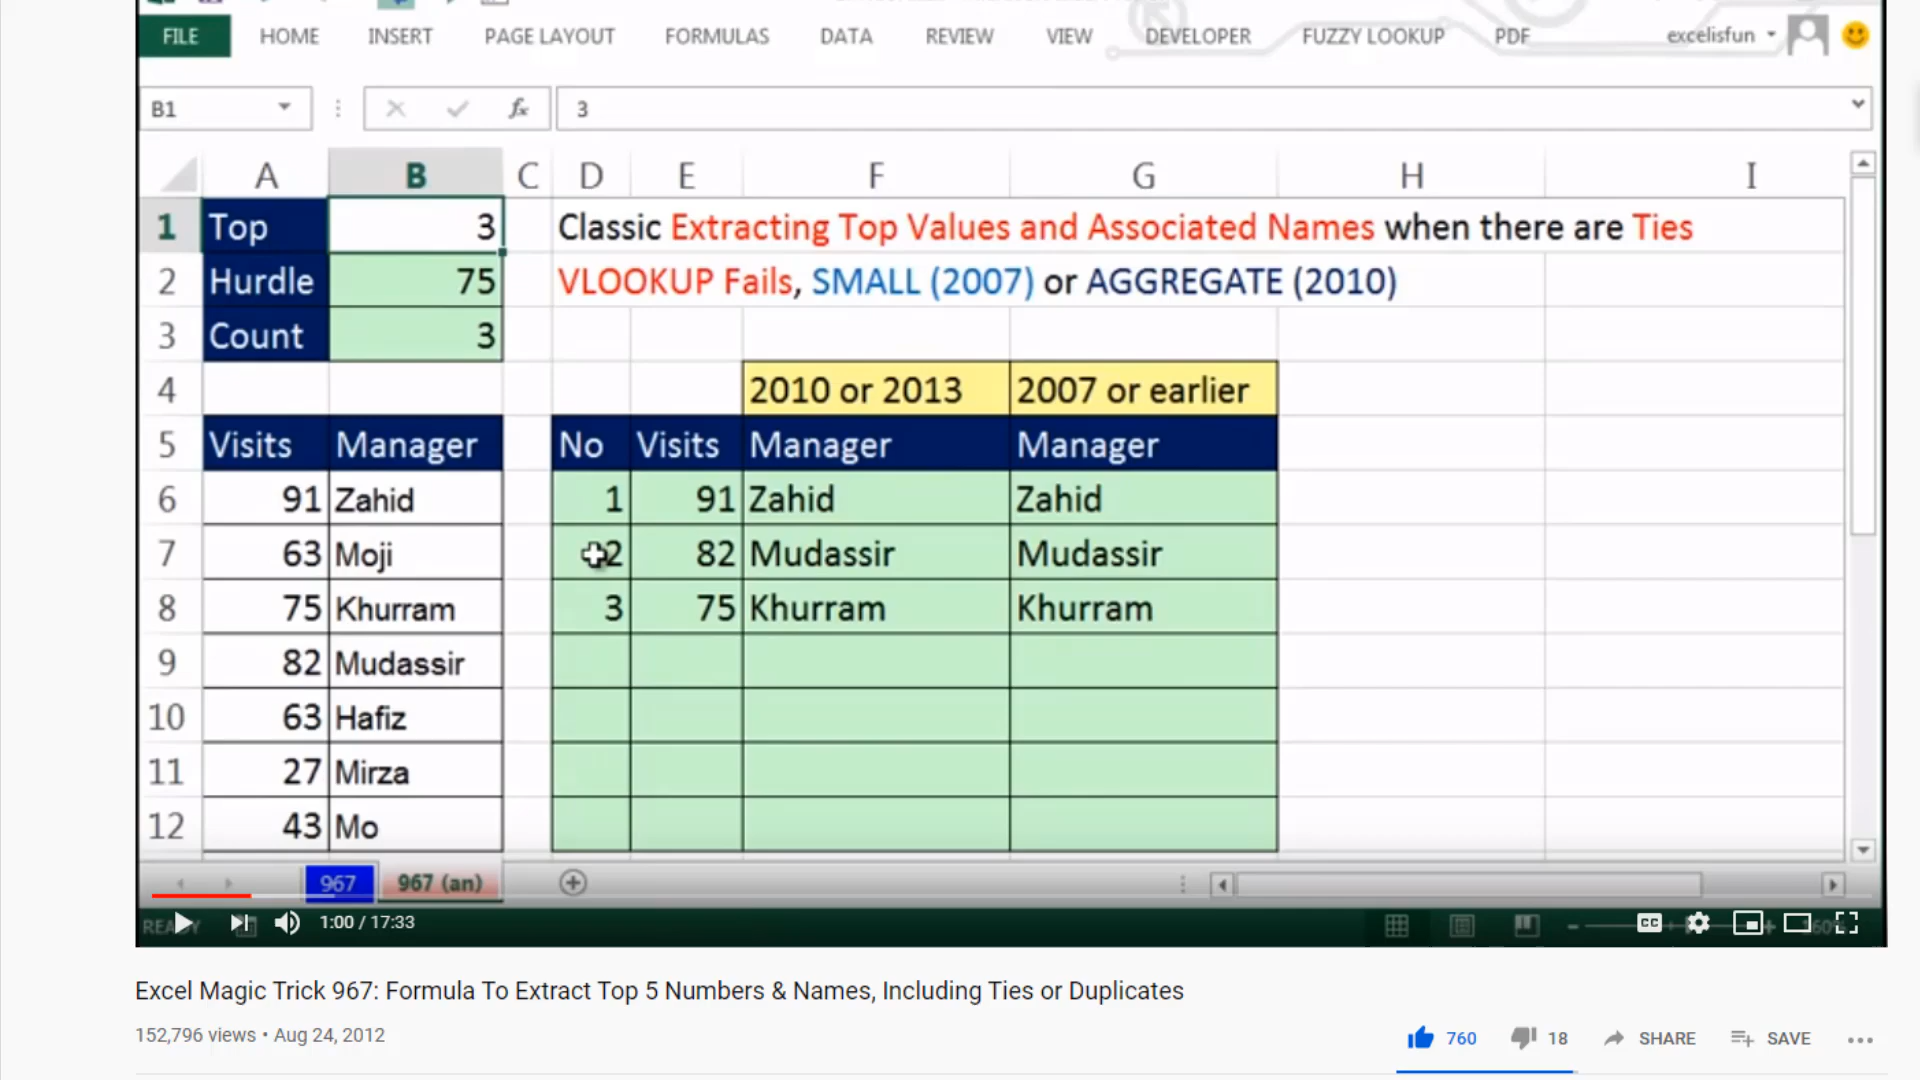 FILE HOME INSERT PAGE LAYOUT FORMULAS DATA REVIEW VIEW DEVELOPER FUZZY LOOKUP PDF excelisfun
B1 fx 3
A B C D E F G H I
1 Top 3 Classic Extracting Top Values and Associated Names when there are Ties
2 Hurdle 75 VLOOKUP Fails, SMALL (2007) or AGGREGATE (2010)
3 Count 3
4 2010 or 2013 2007 or earlier
5 Visits Manager No Visits Manager Manager
6 91 Zahid 1 91 Zahid Zahid
7 63 Moji 2 82 Mudassir Mudassir
8 75 Khurram 3 75 Khurram Khurram
9 82 Mudassir
10 63 Hafiz
11 27 Mirza
12 43 Mo
967 967 (an)
READY 1:00 / 17:33 CC
Excel Magic Trick 967: Formula To Extract Top 5 Numbers & Names, Including Ties or Duplicates
152,796 views • Aug 24, 2012
760 18 SHARE SAVE